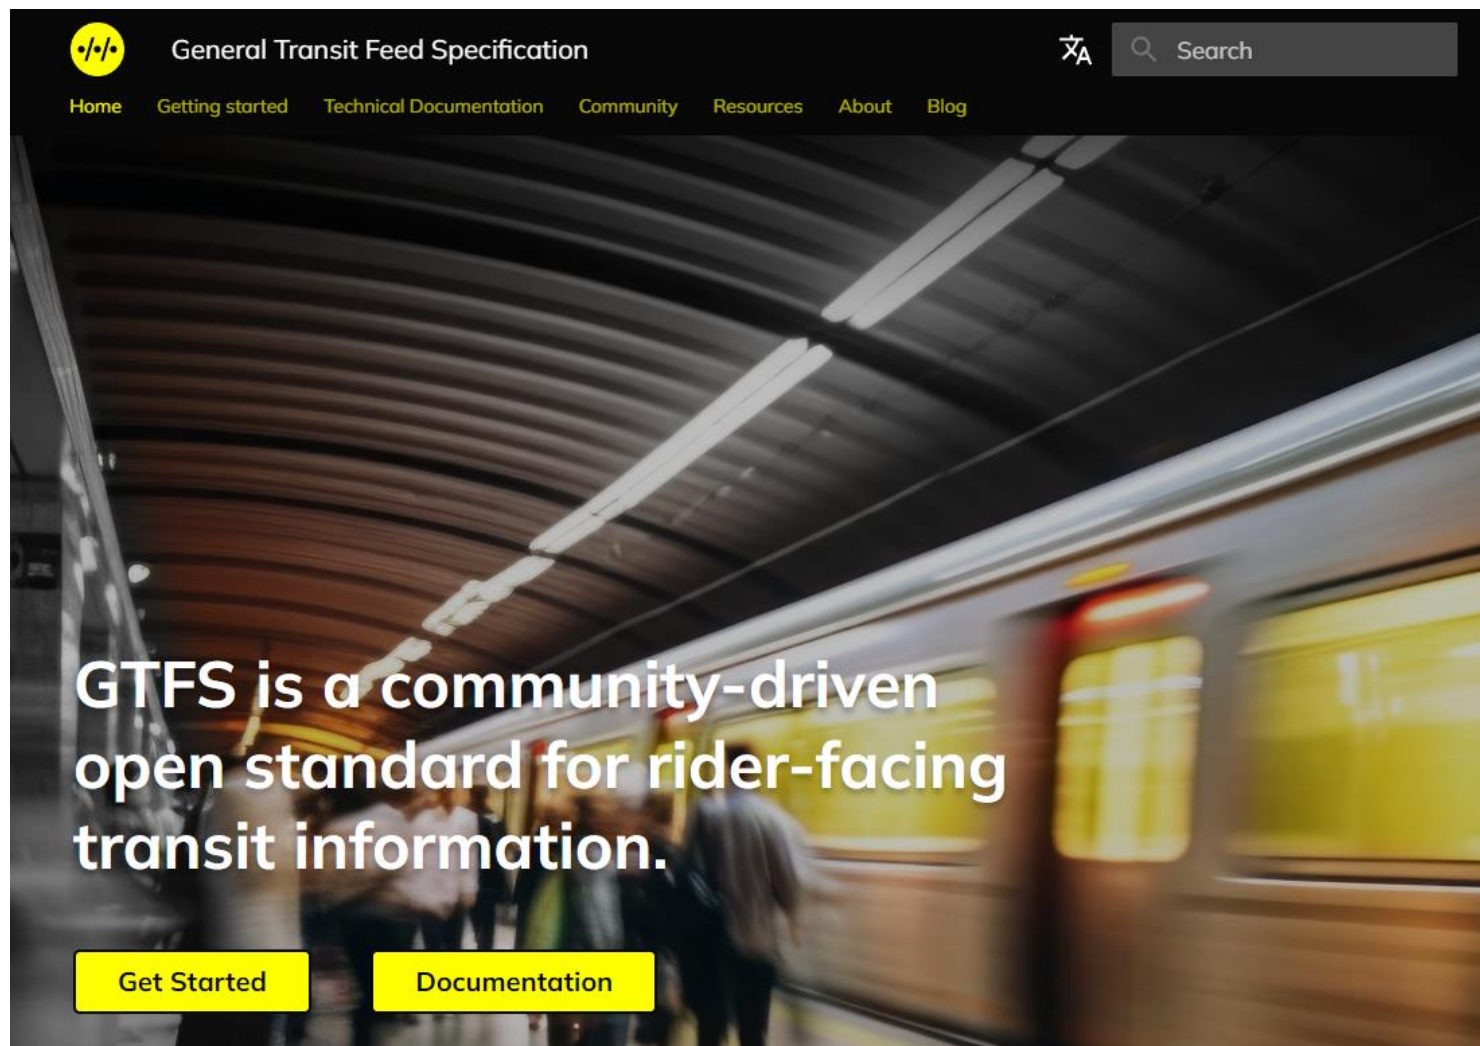 General Transit Feed Specification
Search
Home Getting started Technical Documentation Community Resources About Blog
GTFS is a community-driven
open standard for rider-facing
transit information.
Get Started Documentation